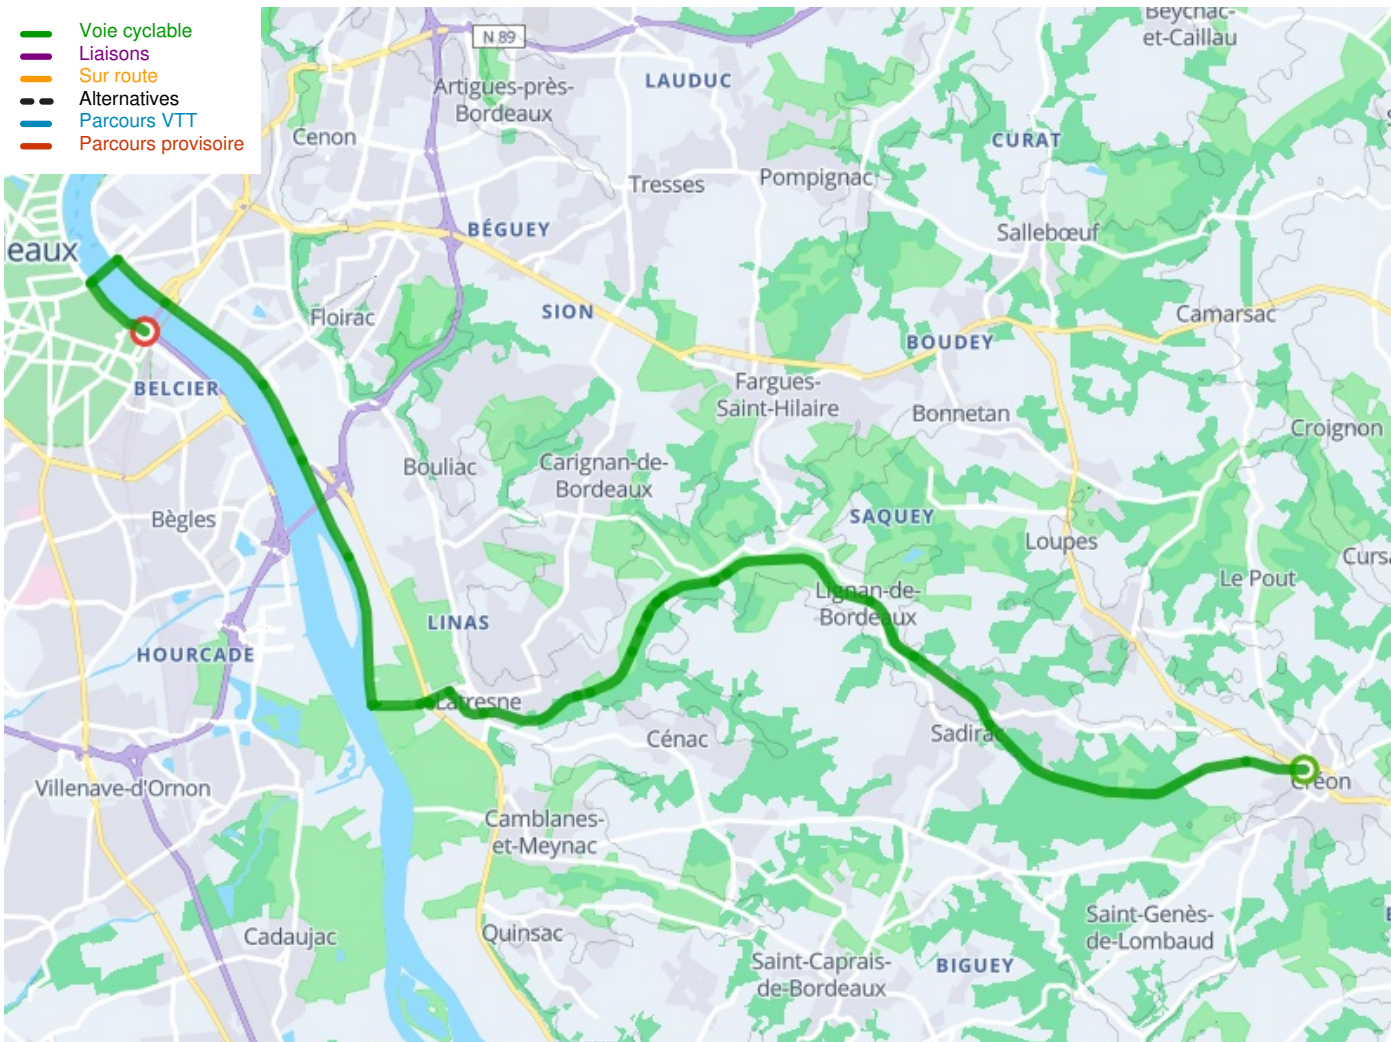 Voie cyclable
Liaisons
Sur route
Alternatives
Parcours VTT
Parcours provisoire
N 89
Beychac-
et-Caillau
LAUDUC
Artigues-près-
Bordeaux
Cenon
CURAT
Tresses
Pompignac
BÉGUEY
Sallebœuf
eaux
SION
Floirac
Camarsac
BOUDEY
BELCIER
Fargues-
Saint-Hilaire
Bonnetan
Croignon
Bouliac
Carignan-de-
Bordeaux
Bègles
SAQUEY
Loupes
Cursa
Le Pout
Lignan-de-
Bordeaux
LINAS
HOURCADE
Latresne
Cénac
Sadirac
Créon
Villenave-d'Ornon
Camblanes-
et-Meynac
Saint-Genès-
de-Lombaud
Cadaujac
Quinsac
Saint-Caprais-
de-Bordeaux
BIGUEY